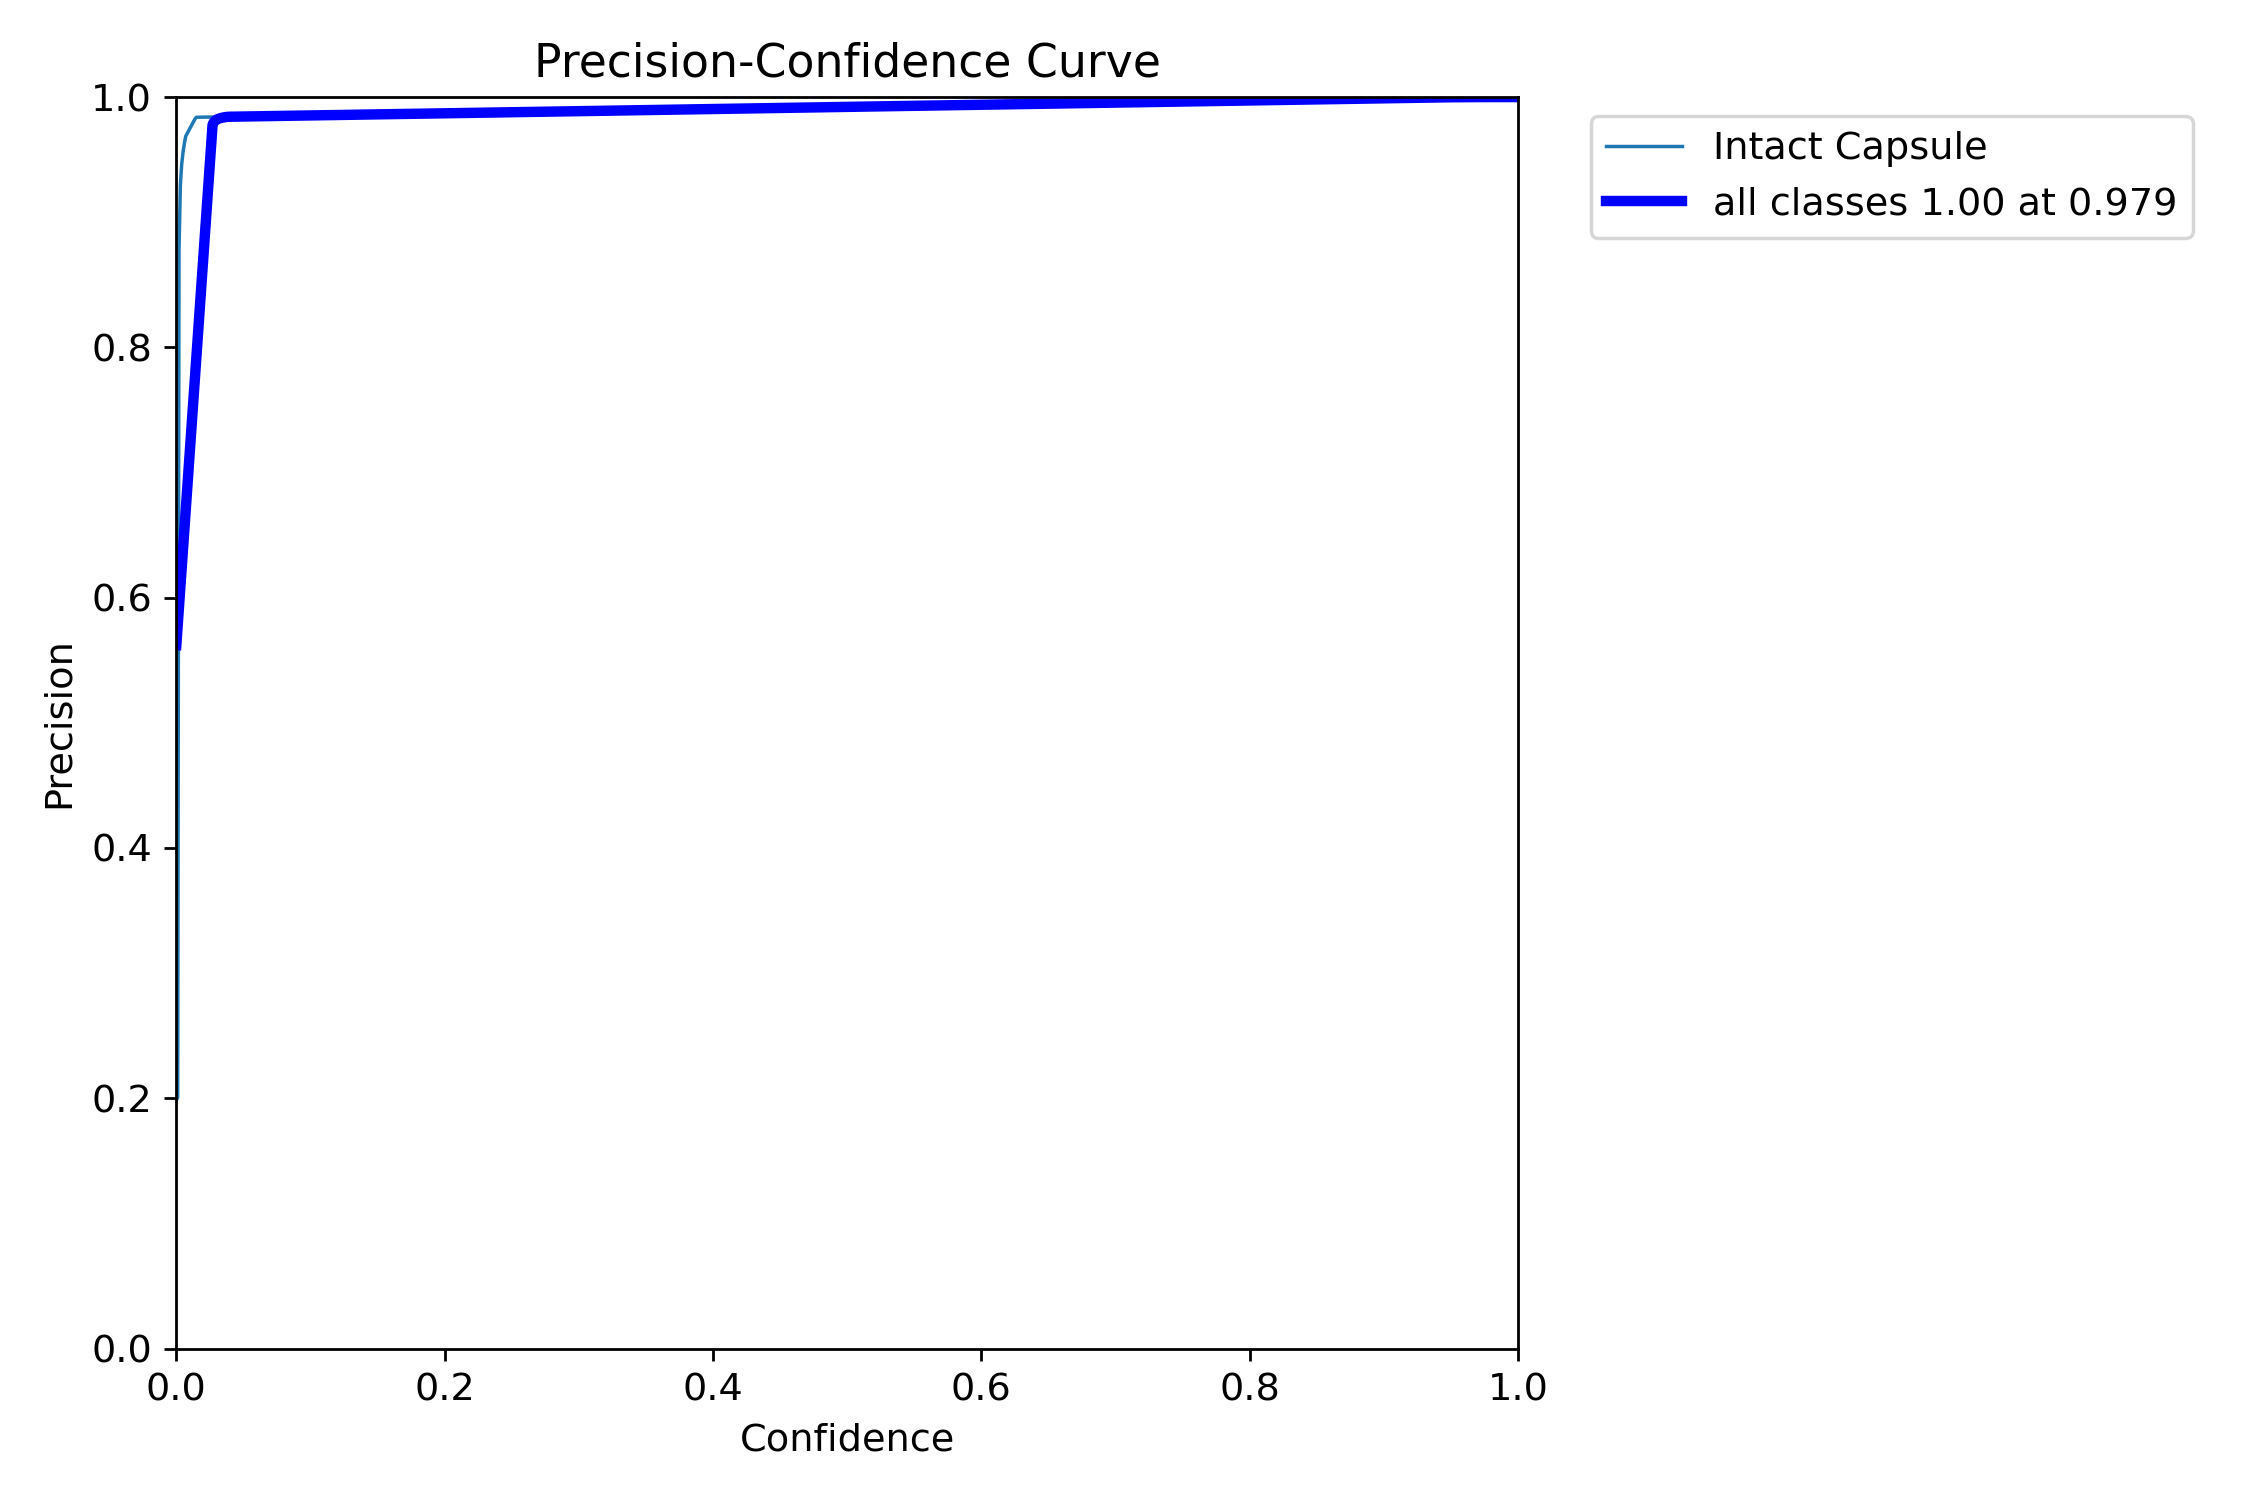 Precision-Confidence Curve
1.0
0.8
0.6
0.4
0.2
0.0
Precision
0.0 0.2 0.4 0.6 0.8 1.0
Confidence
Intact Capsule
all classes 1.00 at 0.979